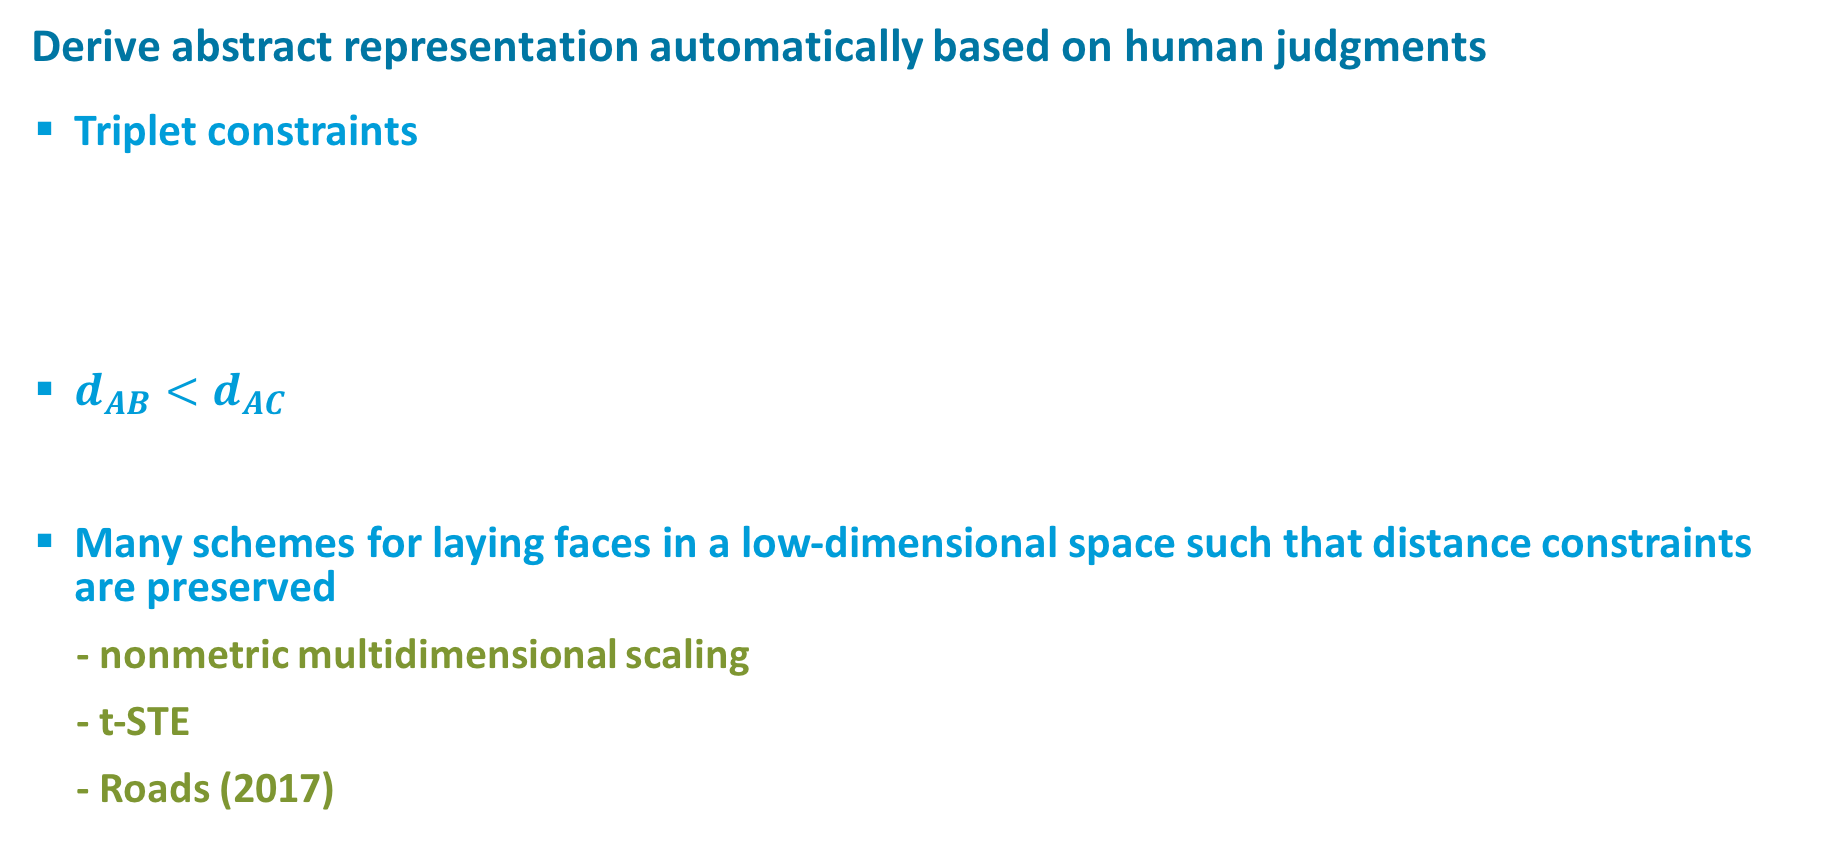 Derive abstract representation automatically based on human judgments
▪ Triplet constraints
▪ d_AB < d_AC
▪ Many schemes for laying faces in a low-dimensional space such that distance constraints
are preserved
- nonmetric multidimensional scaling
- t-STE
- Roads (2017)